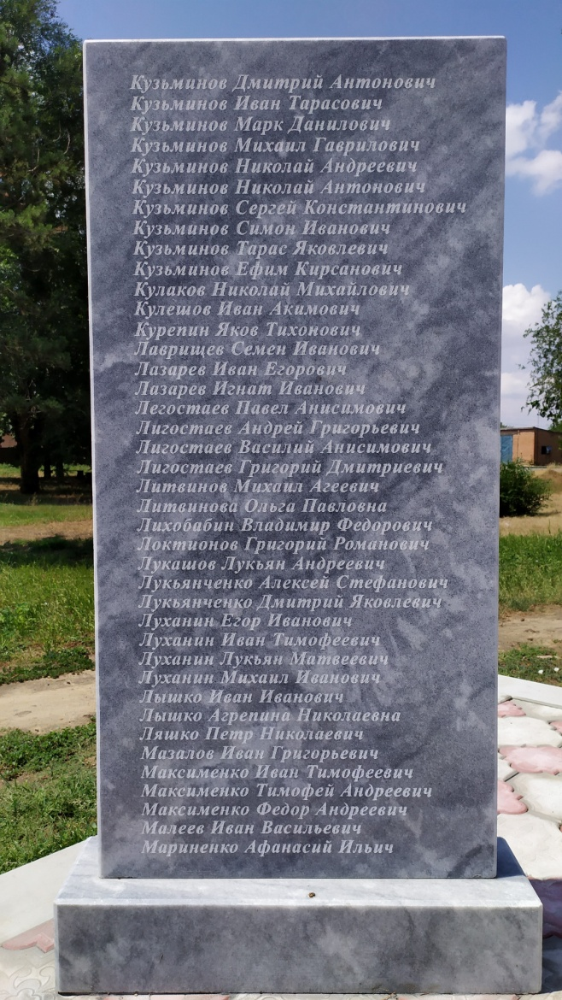 Кузьминов Дмитрий Антонович
Кузьминов Иван Тарасович
Кузьминов Марк Данилович
Кузьминов Михаил Гаврилович
Кузьминов Николай Андреевич
Кузьминов Николай Антонович
Кузьминов Сергей Константинович
Кузьминов Симон Иванович
Кузьминов Тарас Яковлевич
Кузьминов Ефим Кирсанович
Кулаков Николай Михайлович
Кулешов Иван Акимович
Курепин Яков Тихонович
Лаврищев Семен Иванович
Лазарев Иван Егорович
Лазарев Игнат Иванович
Легостаев Павел Анисимович
Лигостаев Андрей Григорьевич
Лигостаев Василий Анисимович
Лигостаев Григорий Дмитриевич
Литвинов Михаил Агеевич
Литвинова Ольга Павловна
Лихобабин Владимир Федорович
Локтионов Григорий Романович
Лукашов Лукьян Андреевич
Лукьянченко Алексей Стефанович
Лукьянченко Дмитрий Яковлевич
Луханин Егор Иванович
Луханин Иван Тимофеевич
Луханин Лукьян Матвеевич
Луханин Михаил Иванович
Лышко Иван Иванович
Лышко Агрепина Николаевна
Ляшко Петр Николаевич
Мазалов Иван Григорьевич
Максименко Иван Тимофеевич
Максименко Тимофей Андреевич
Максименко Федор Андреевич
Малеев Иван Васильевич
Мариненко Афанасий Ильич